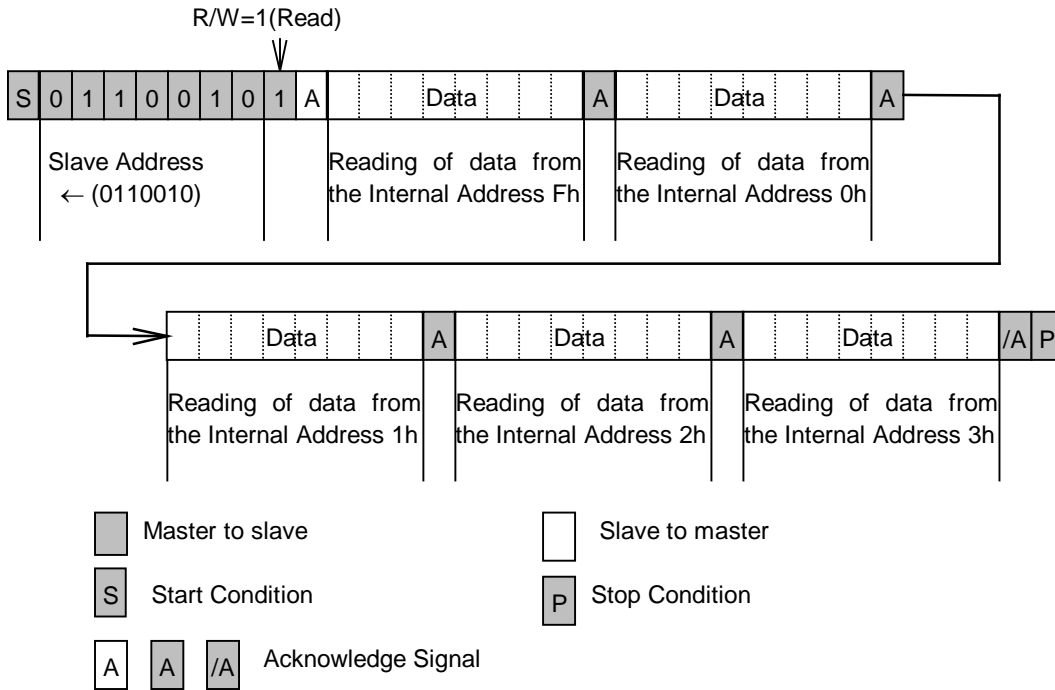 R/W=1(Read)
S 0 1 1 0 0 1 0 1 A Data A Data A
Slave Address
← (0110010)
Reading of data from
the Internal Address Fh
Reading of data from
the Internal Address 0h
Data A Data A Data /A P
Reading of data from
the Internal Address 1h
Reading of data from
the Internal Address 2h
Reading of data from
the Internal Address 3h
Master to slave
Slave to master
S Start Condition
P Stop Condition
A A /A Acknowledge Signal